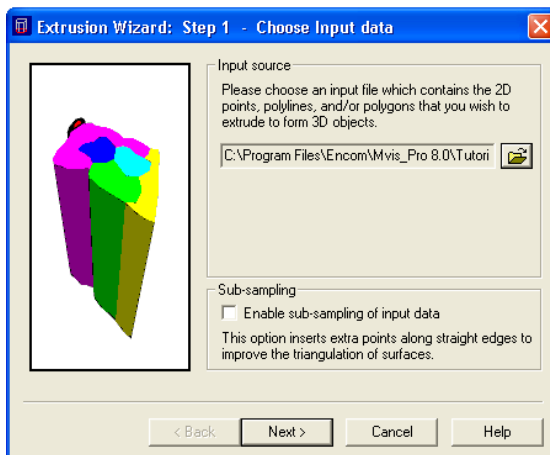 Extrusion Wizard: Step 1 - Choose Input data
Input source
Please choose an input file which contains the 2D
points, polylines, and/or polygons that you wish to
extrude to form 3D objects.
C:\Program Files\Encom\Mvis_Pro 8.0\Tutori
Sub-sampling
Enable sub-sampling of input data
This option inserts extra points along straight edges to
improve the triangulation of surfaces.
< Back
Next >
Cancel
Help